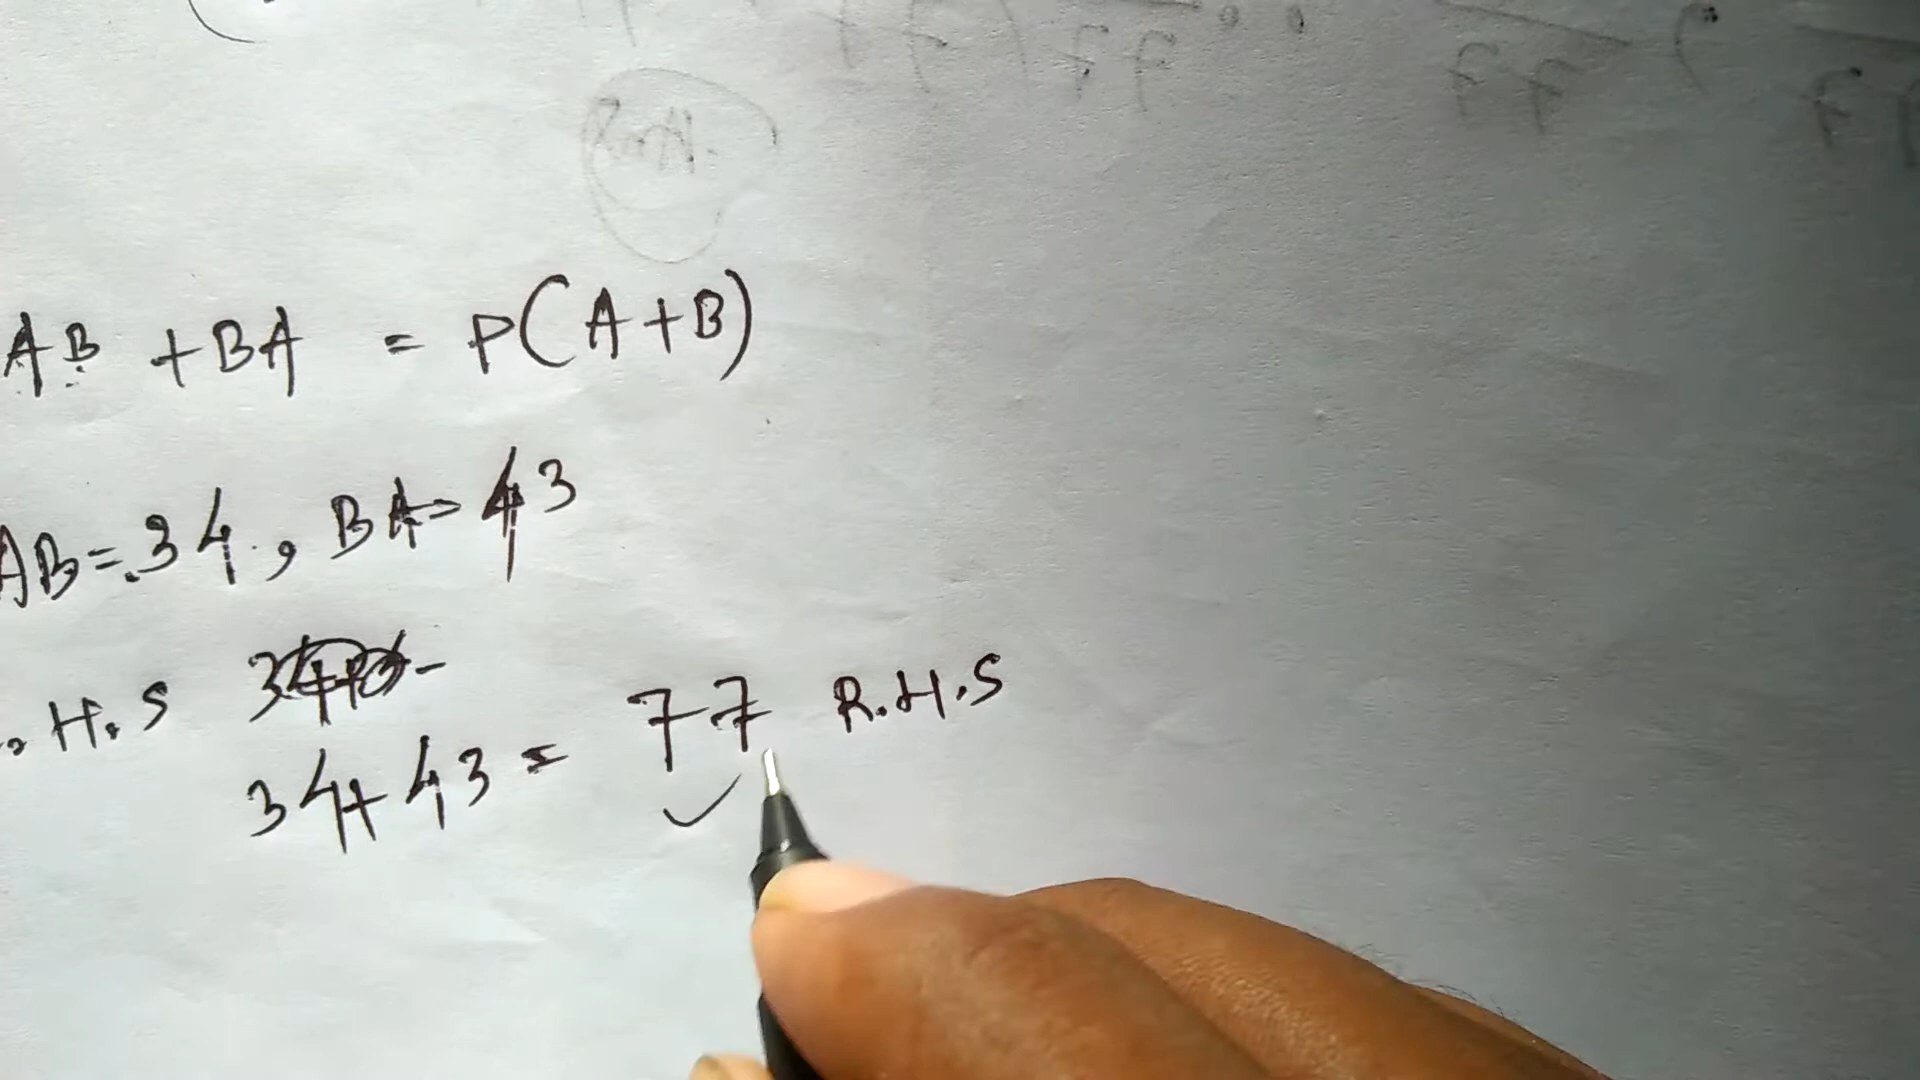 AB + BA = P(A+B)
AB = 34, BA = 43
. H.S
34 + 43 = 77 R.H.S